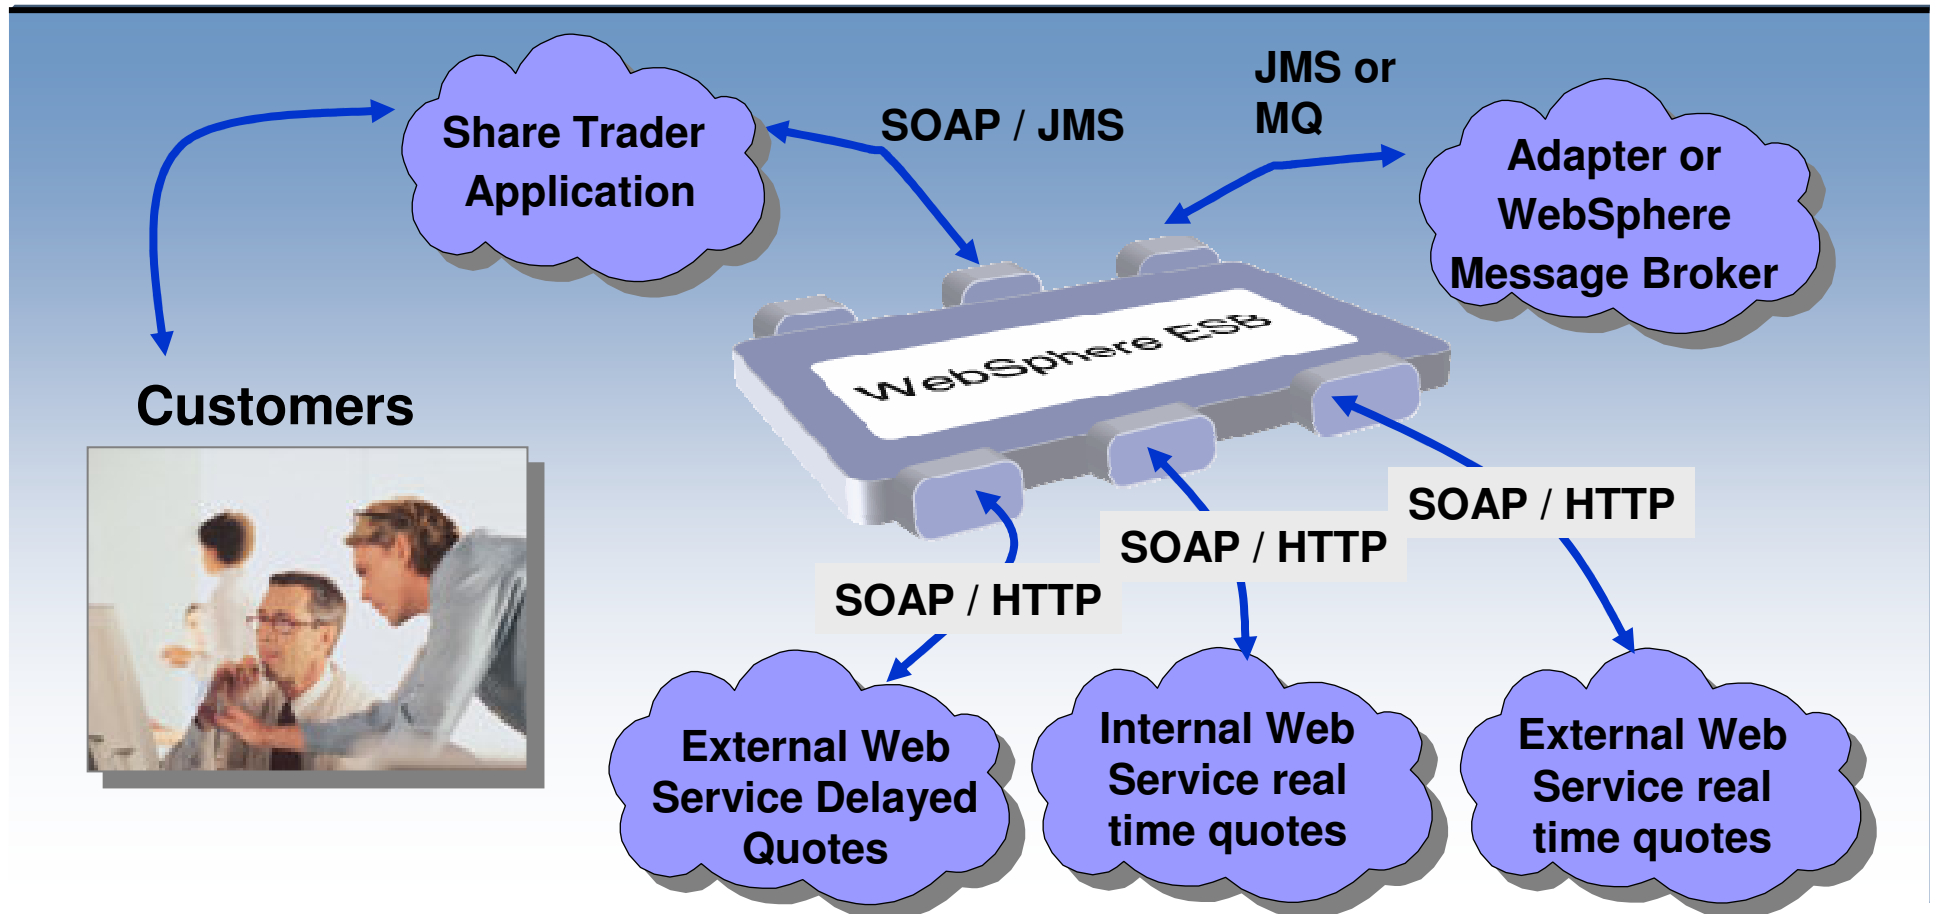 Share Trader
Application
SOAP / JMS
JMS or
MQ
Adapter or
WebSphere
Message Broker
WebSphere ESB
Customers
SOAP / HTTP
SOAP / HTTP
SOAP / HTTP
External Web
Service Delayed
Quotes
Internal Web
Service real
time quotes
External Web
Service real
time quotes